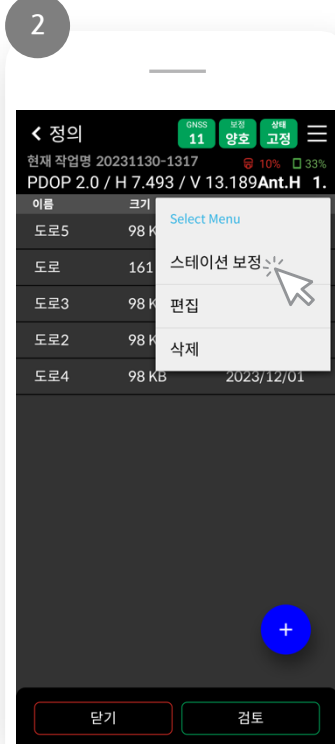 2
정의
GNSS 11
보정 양호
상태 고정
현재 작업명 20231130-1317 10% 33%
PDOP 2.0 / H 7.493 / V 13.189 Ant.H 1.
이름 크기
Select Menu
도로5 98 K
스테이션 보정
도로 161
편집
도로3 98 K
삭제
도로2 98 K
도로4 98 KB 2023/12/01
+
닫기 검토